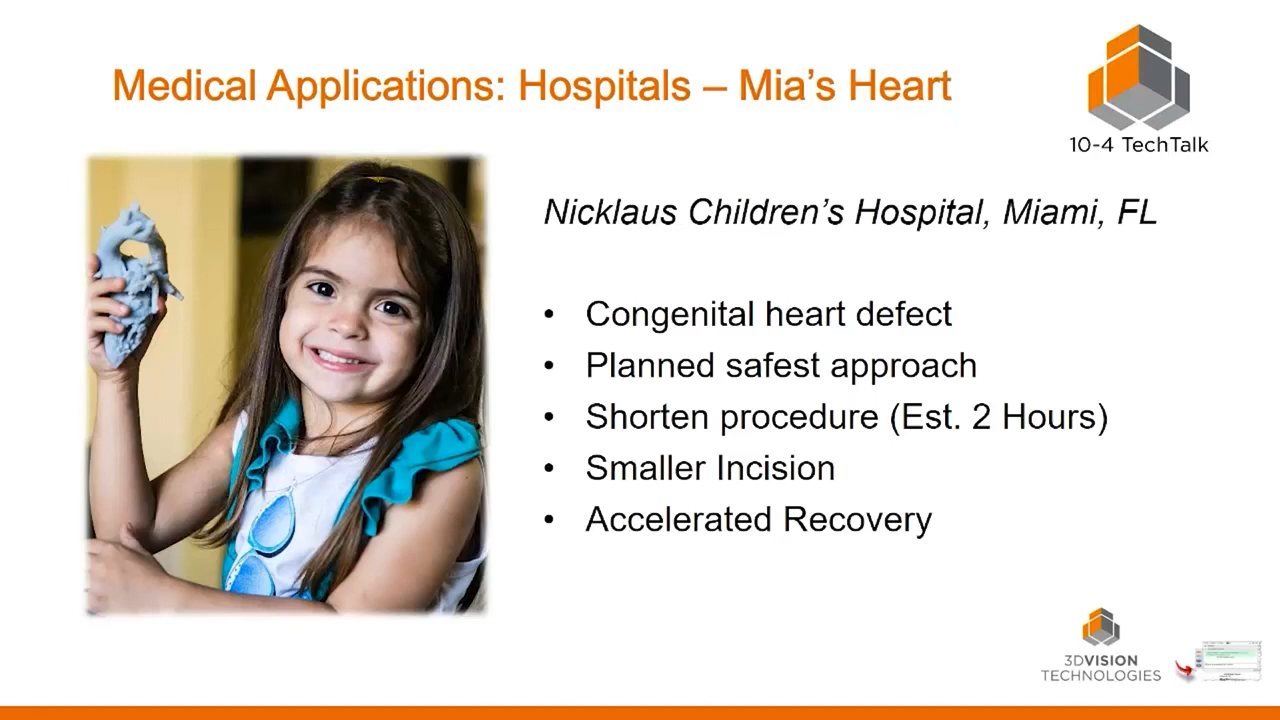 Medical Applications: Hospitals – Mia's Heart
10-4 TechTalk
Nicklaus Children's Hospital, Miami, FL
• Congenital heart defect
• Planned safest approach
• Shorten procedure (Est. 2 Hours)
• Smaller Incision
• Accelerated Recovery
3DVISION
TECHNOLOGIES